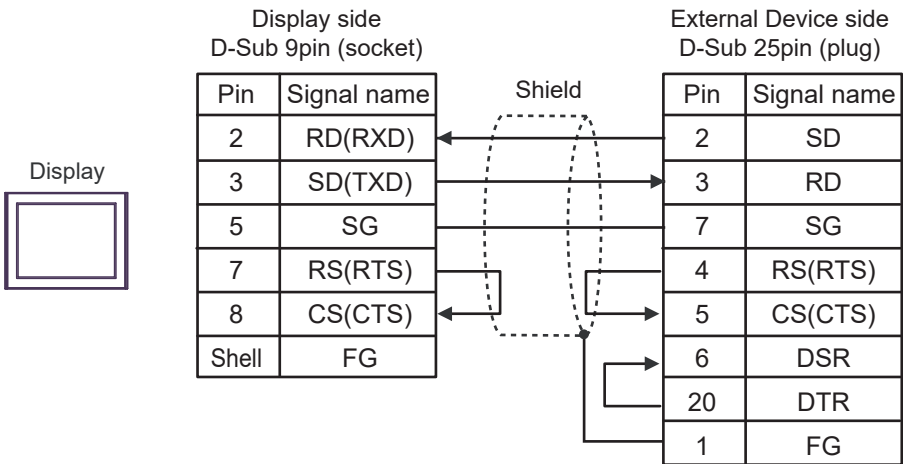 Display side
D-Sub 9pin (socket)
External Device side
D-Sub 25pin (plug)
Pin Signal name
Shield
Pin Signal name
2 RD(RXD)
2 SD
Display
3 SD(TXD)
3 RD
5 SG
7 SG
7 RS(RTS)
4 RS(RTS)
8 CS(CTS)
5 CS(CTS)
Shell FG
6 DSR
20 DTR
1 FG